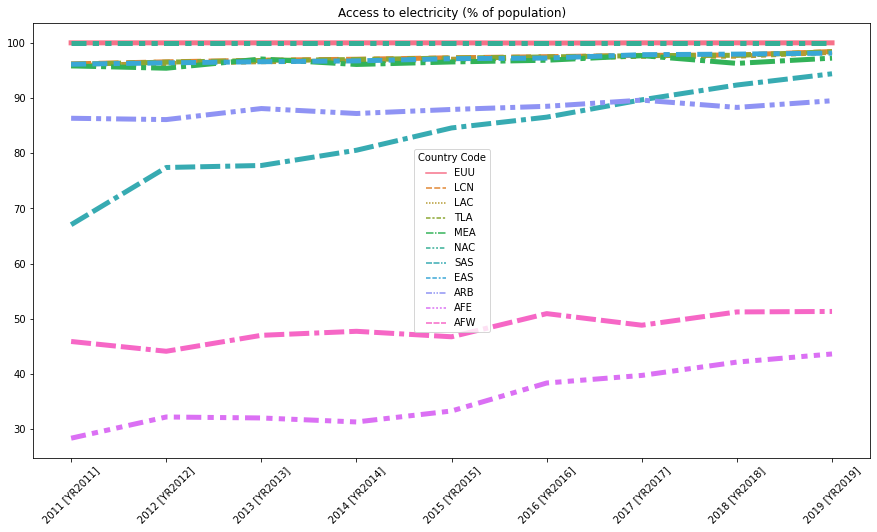 Access to electricity (% of population)
100
90
80
70
60
50
40
30
Country Code
EUU
LCN
LAC
TLA
MEA
NAC
SAS
EAS
ARB
AFE
AFW
2011 [YR2011]
2012 [YR2012]
2013 [YR2013]
2014 [YR2014]
2015 [YR2015]
2016 [YR2016]
2017 [YR2017]
2018 [YR2018]
2019 [YR2019]